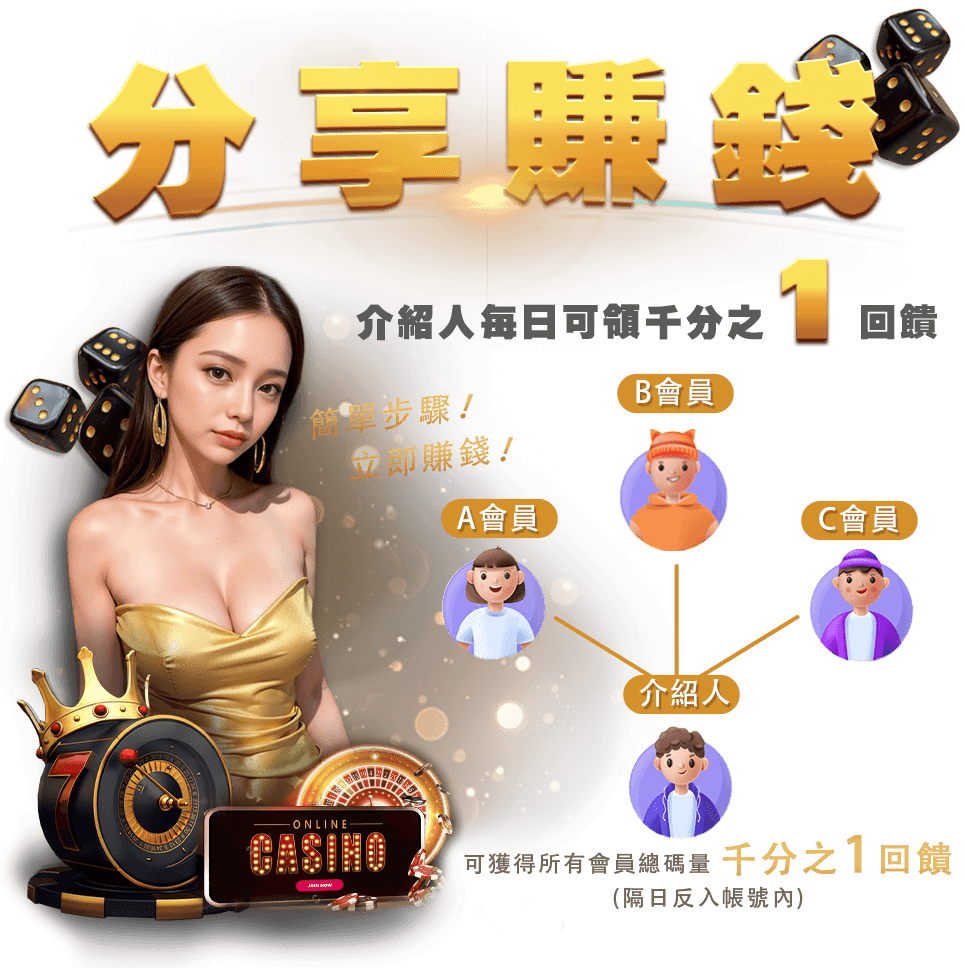 分享賺錢
介紹人每日可領千分之1回饋
簡單步驟!
立即賺錢!
B會員
A會員
C會員
介紹人
7
ONLINE
CASINO
JOIN NOW
可獲得所有會員總碼量千分之1回饋
(隔日反入帳號內)